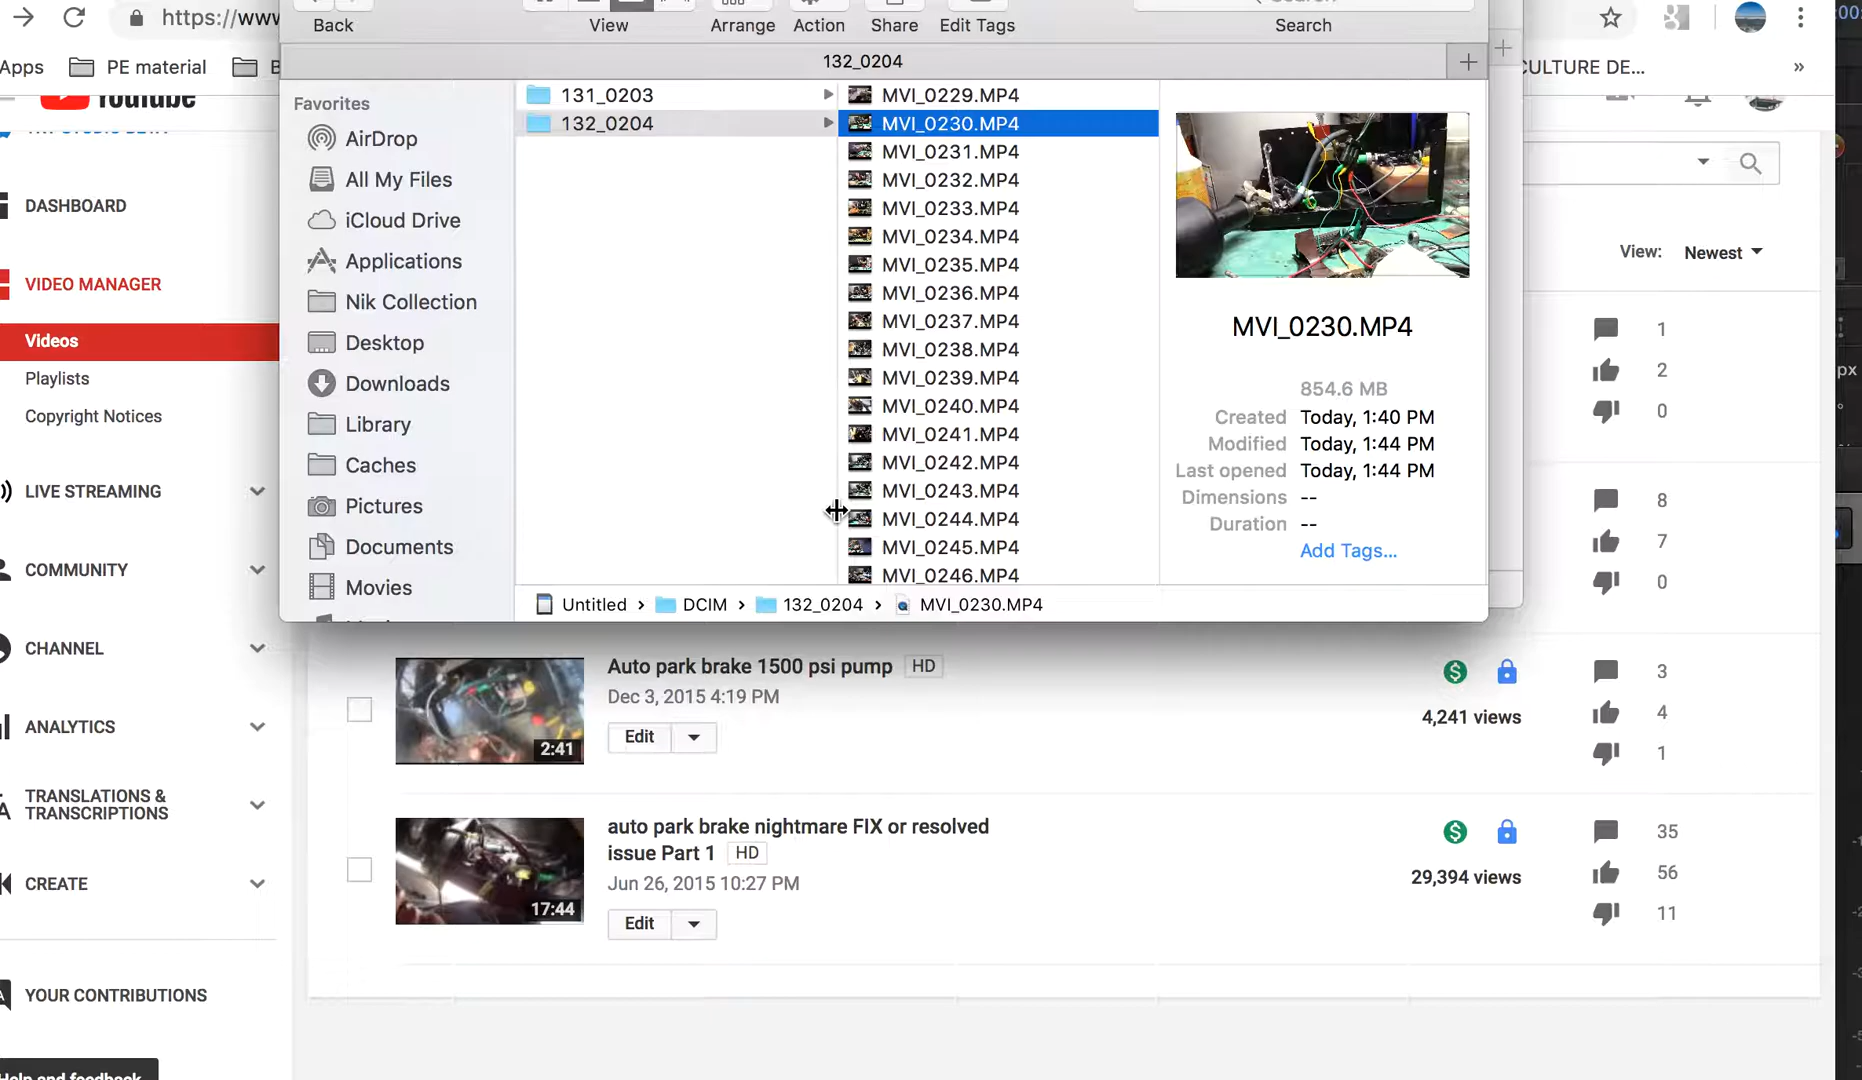 https://www
Back
View
Arrange
Action
Share
Edit Tags
Search
Apps
PE material
132_0204
CULTURE DE...
»
YouTube
Favorites
AirDrop
All My Files
iCloud Drive
Applications
Nik Collection
Desktop
Downloads
Library
Caches
Pictures
Documents
Movies
131_0203
132_0204
MVI_0229.MP4
MVI_0230.MP4
MVI_0231.MP4
MVI_0232.MP4
MVI_0233.MP4
MVI_0234.MP4
MVI_0235.MP4
MVI_0236.MP4
MVI_0237.MP4
MVI_0238.MP4
MVI_0239.MP4
MVI_0240.MP4
MVI_0241.MP4
MVI_0242.MP4
MVI_0243.MP4
MVI_0244.MP4
MVI_0245.MP4
MVI_0246.MP4
MVI_0230.MP4
854.6 MB
Created Today, 1:40 PM
Modified Today, 1:44 PM
Last opened Today, 1:44 PM
Dimensions --
Duration --
Add Tags...
Untitled › DCIM › 132_0204 › MVI_0230.MP4
DASHBOARD
VIDEO MANAGER
Videos
Playlists
Copyright Notices
LIVE STREAMING
COMMUNITY
CHANNEL
ANALYTICS
TRANSLATIONS &
TRANSCRIPTIONS
CREATE
YOUR CONTRIBUTIONS
Help and feedback
View: Newest
1
2
0
8
7
0
px
Auto park brake 1500 psi pump HD
Dec 3, 2015 4:19 PM
2:41
Edit
4,241 views
3
4
1
auto park brake nightmare FIX or resolved
issue Part 1 HD
Jun 26, 2015 10:27 PM
17:44
Edit
29,394 views
35
56
11